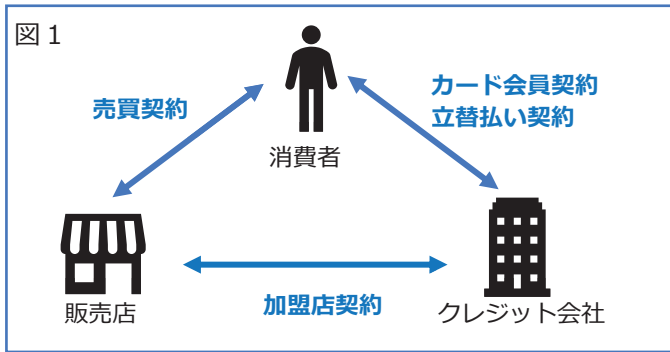 図1
売買契約
カード会員契約
立替払い契約
消費者
販売店
加盟店契約
クレジット会社